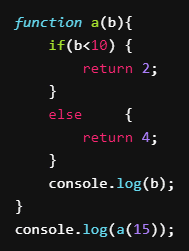 function a(b){
    if(b<10) {
        return 2;
    }
    else    {
        return 4;
    }
    console.log(b);
}
console.log(a(15));